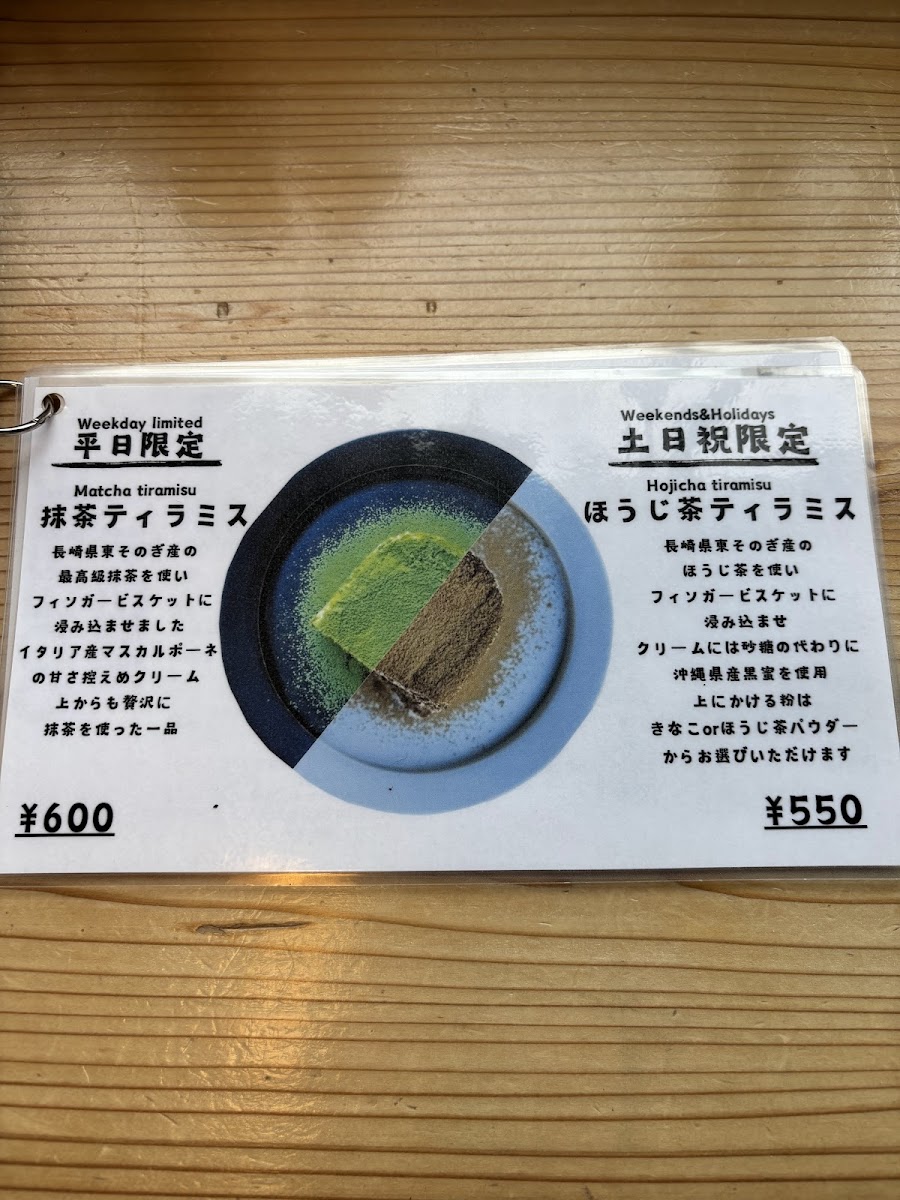 Weekday limited
平日限定
Matcha tiramisu
抹茶ティラミス
長崎県東そのぎ産の
最高級抹茶を使い
フィンガービスケットに
浸み込ませました
イタリア産マスカルポーネ
の甘さ控えめクリーム
上からも贅沢に
抹茶を使った一品
¥600
Weekends&Holidays
土日祝限定
Hojicha tiramisu
ほうじ茶ティラミス
長崎県東そのぎ産の
ほうじ茶を使い
フィンガービスケットに
浸み込ませ
クリームには砂糖の代わりに
沖縄県産黒蜜を使用
上にかける粉は
きなこorほうじ茶パウダー
からお選びいただけます
¥550